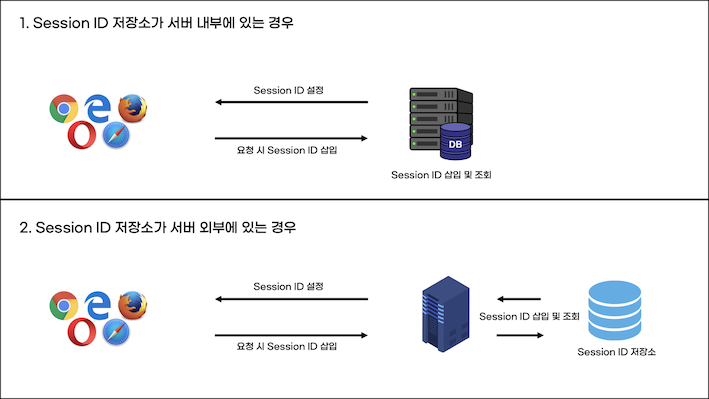 1. Session ID 저장소가 서버 내부에 있는 경우
Session ID 설정
요청 시 Session ID 삽입
DB
Session ID 삽입 및 조회
2. Session ID 저장소가 서버 외부에 있는 경우
Session ID 설정
요청 시 Session ID 삽입
Session ID 삽입 및 조회
Session ID 저장소